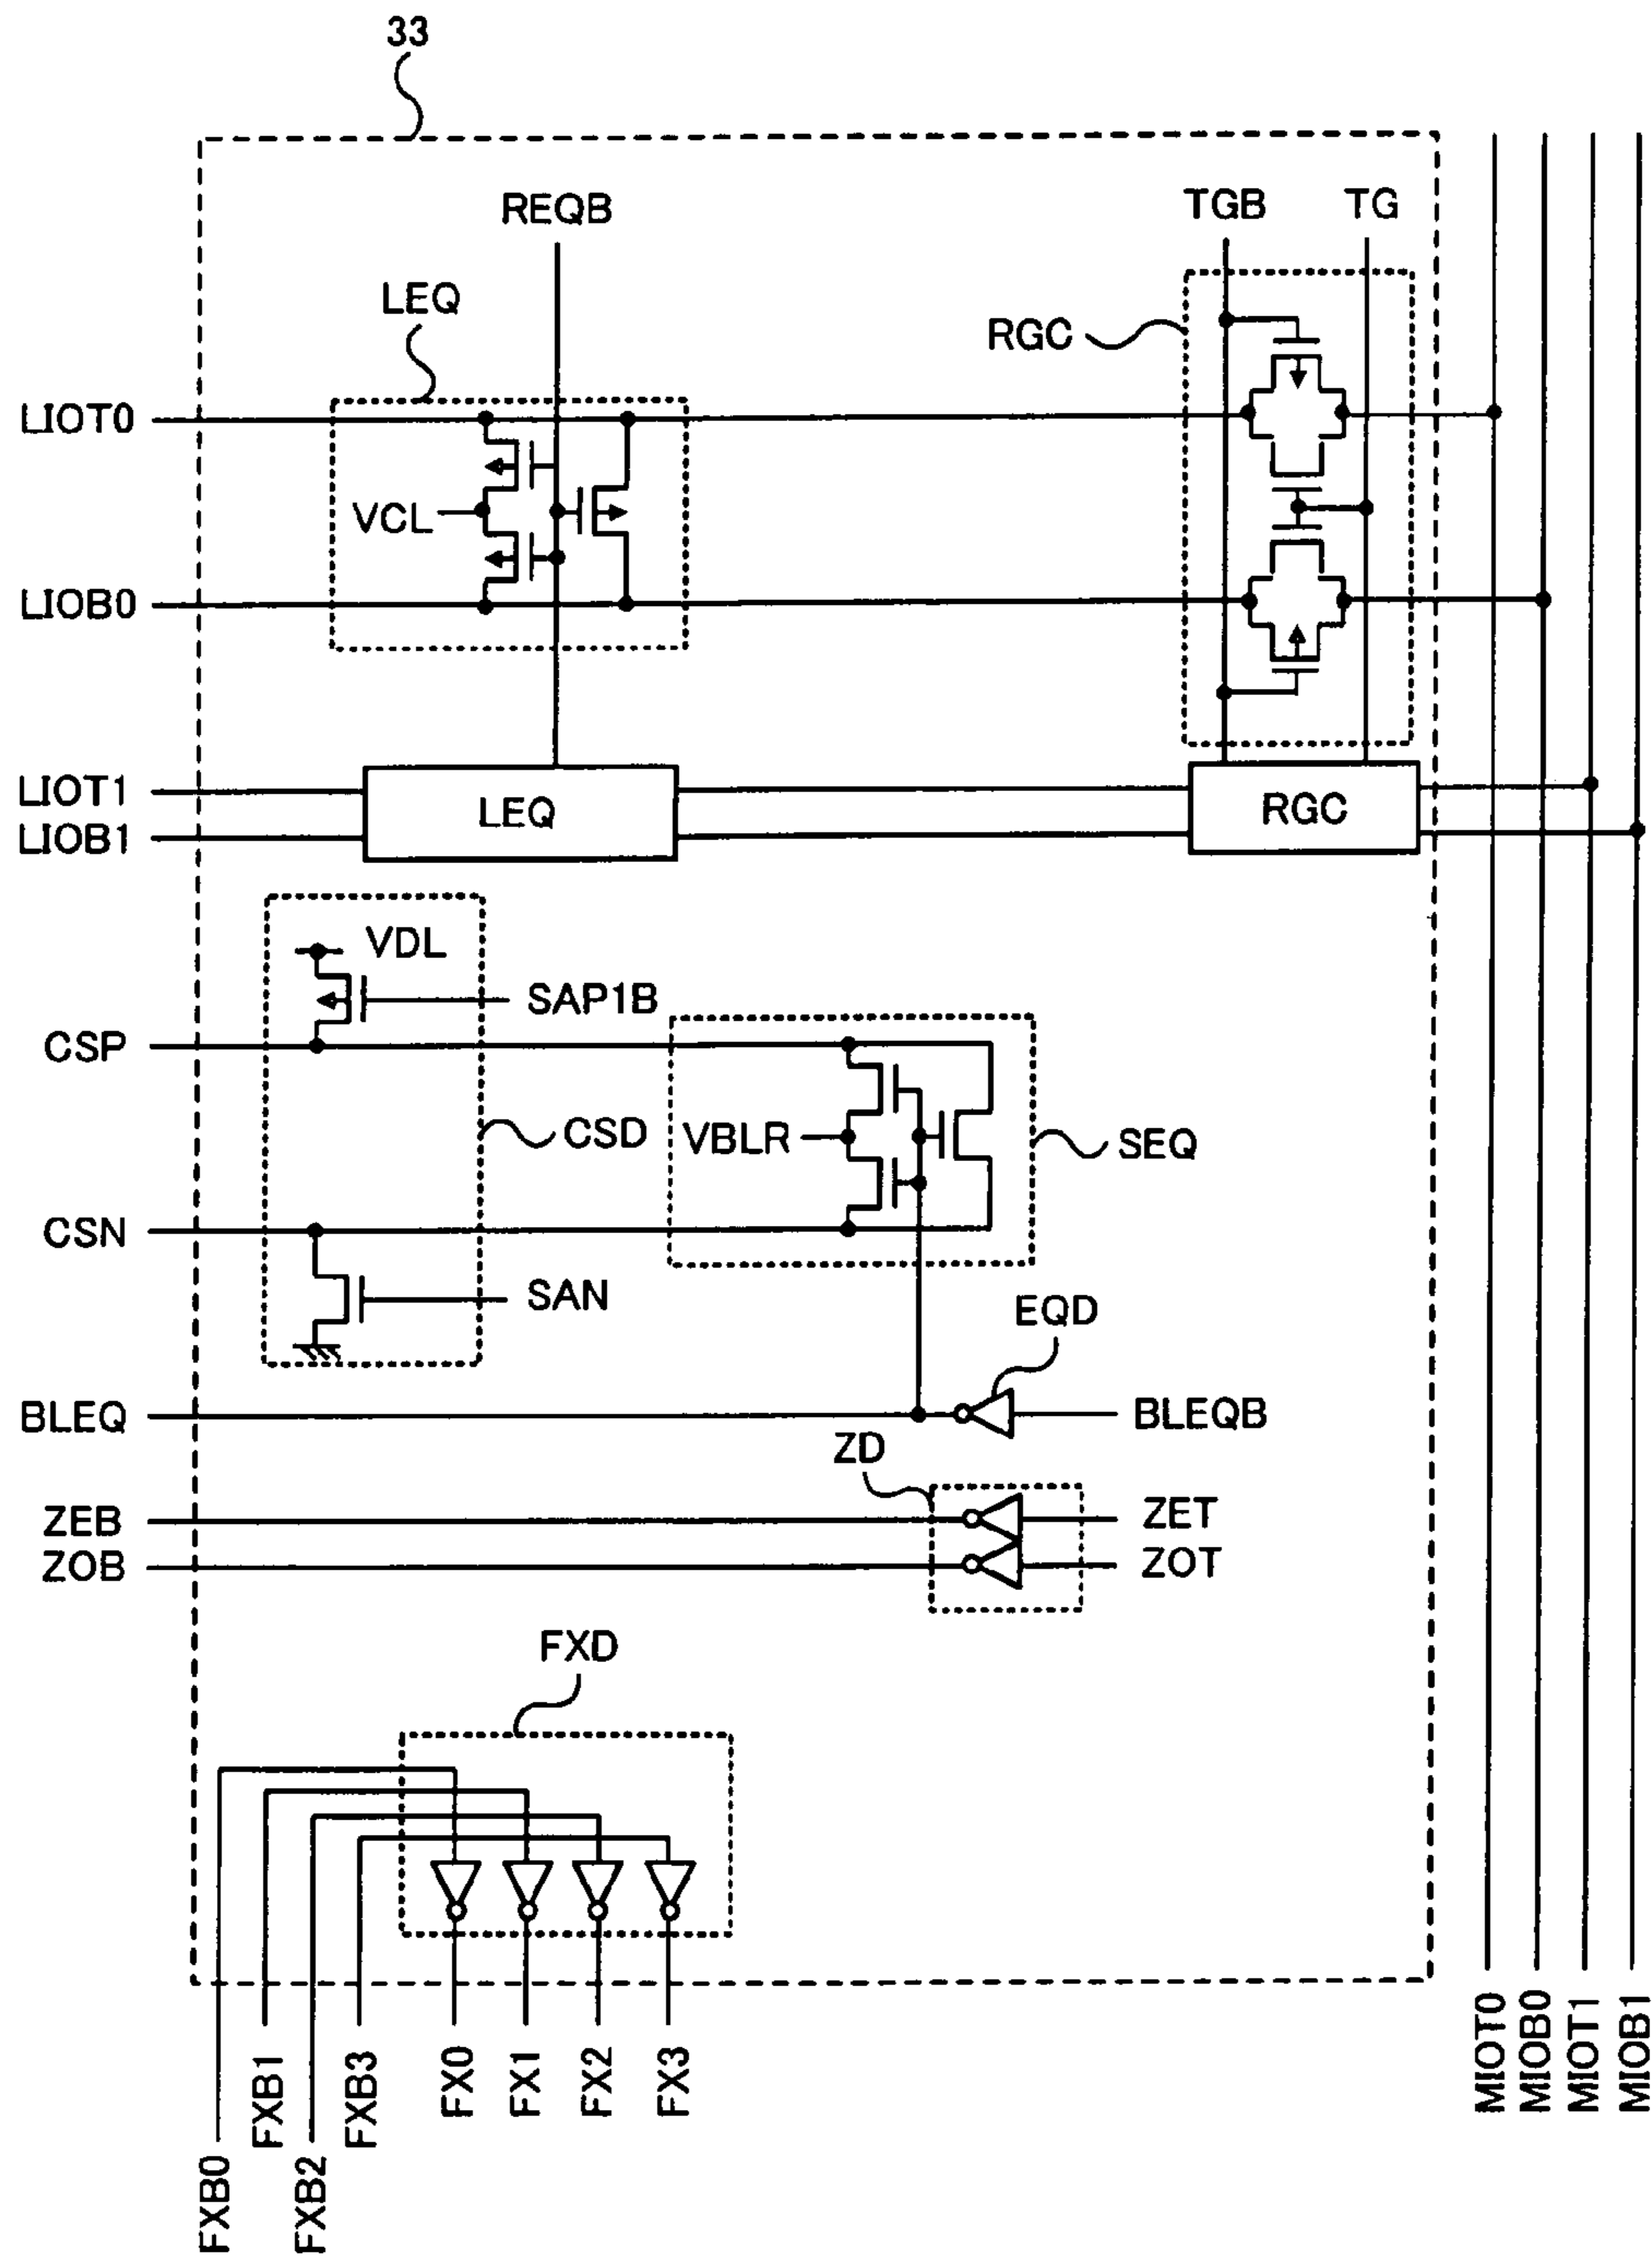 33
REQB
TGB
TG
LEQ
RGC
LIOT0
VCL
LIOB0
LIOT1
LEQ
RGC
LIOB1
VDL
SAP1B
CSP
CSD
VBLR
SEQ
CSN
SAN
EQD
BLEQ
BLEQB
ZD
ZEB
ZET
ZOB
ZOT
FXD
FXB0
FXB1
FXB2
FXB3
FX0
FX1
FX2
FX3
MIOT0
MIOB0
MIOT1
MIOB1